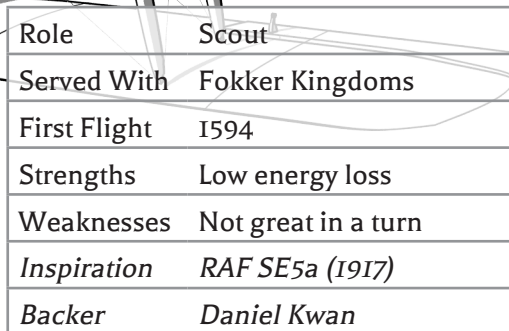 Role Scout
Served With Fokker Kingdoms
First Flight 1594
Strengths Low energy loss
Weaknesses Not great in a turn
Inspiration RAF SE5a (1917)
Backer Daniel Kwan